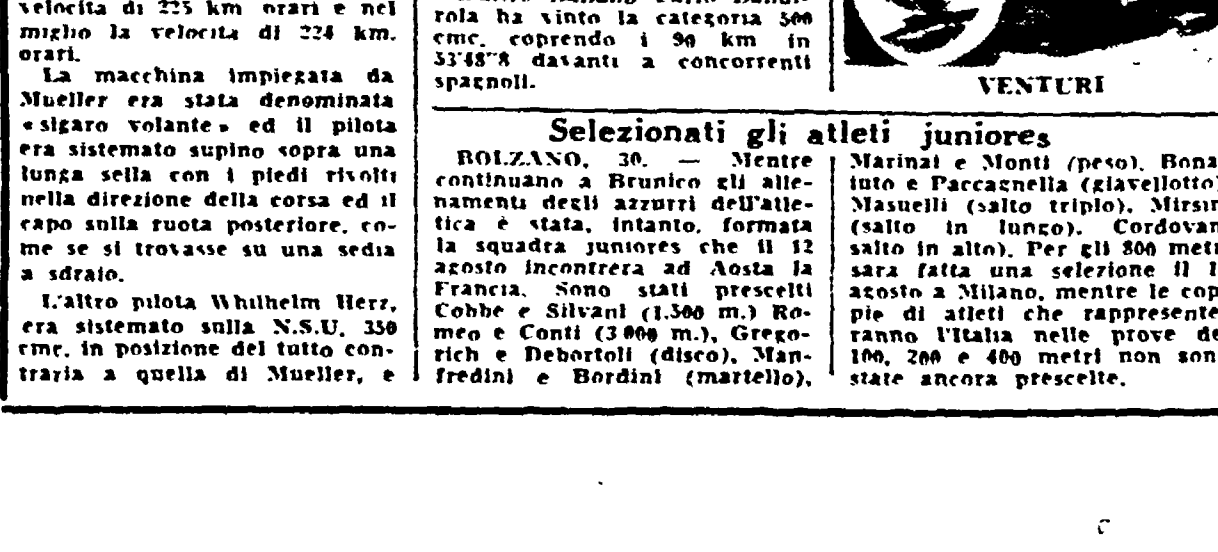 velocita di 225 km orari e nel
miglio la velocita di 224 km.
orari.
La macchina impiegata da
Mueller era stata denominata
«sigaro volante» ed il pilota
era sistemato supino sopra una
lunga sella con i piedi rivolti
nella direzione della corsa ed il
capo sulla ruota posteriore, co-
me se si trovasse su una sedia
a sdraio.
L'altro pilota Whilhelm Herz,
era sistemato sulla N.S.U. 350
cmc. in posizione del tutto con-
traria a quella di Mueller, e
rola ha vinto la categoria 500
cmc. coprendo i 90 km in
33'48"8 davanti a concorrenti
spagnoli.
VENTURI
Selezionati gli atleti juniores
BOLZANO, 30. — Mentre
continuano a Brunico gli alle-
namenti degli azzurri dell'atle-
tica è stata, intanto, formata
la squadra juniores che il 12
agosto incontrera ad Aosta la
Francia. Sono stati prescelti
Cobbe e Silvani (1.500 m.) Ro-
meo e Conti (3 000 m.), Grego-
rich e Debortoli (disco), Man-
fredini e Bordini (martello),
Marinai e Monti (peso), Bona-
iuto e Paccagnella (giavellotto)
Masuelli (salto triplo), Mirsin
(salto in lungo), Cordovan
salto in alto). Per gli 800 metr
sara fatta una selezione il 1
agosto a Milano, mentre le cop
pie di atleti che rappresente
ranno l'Italia nelle prove de
100, 200 e 400 metri non son
state ancora prescelte.